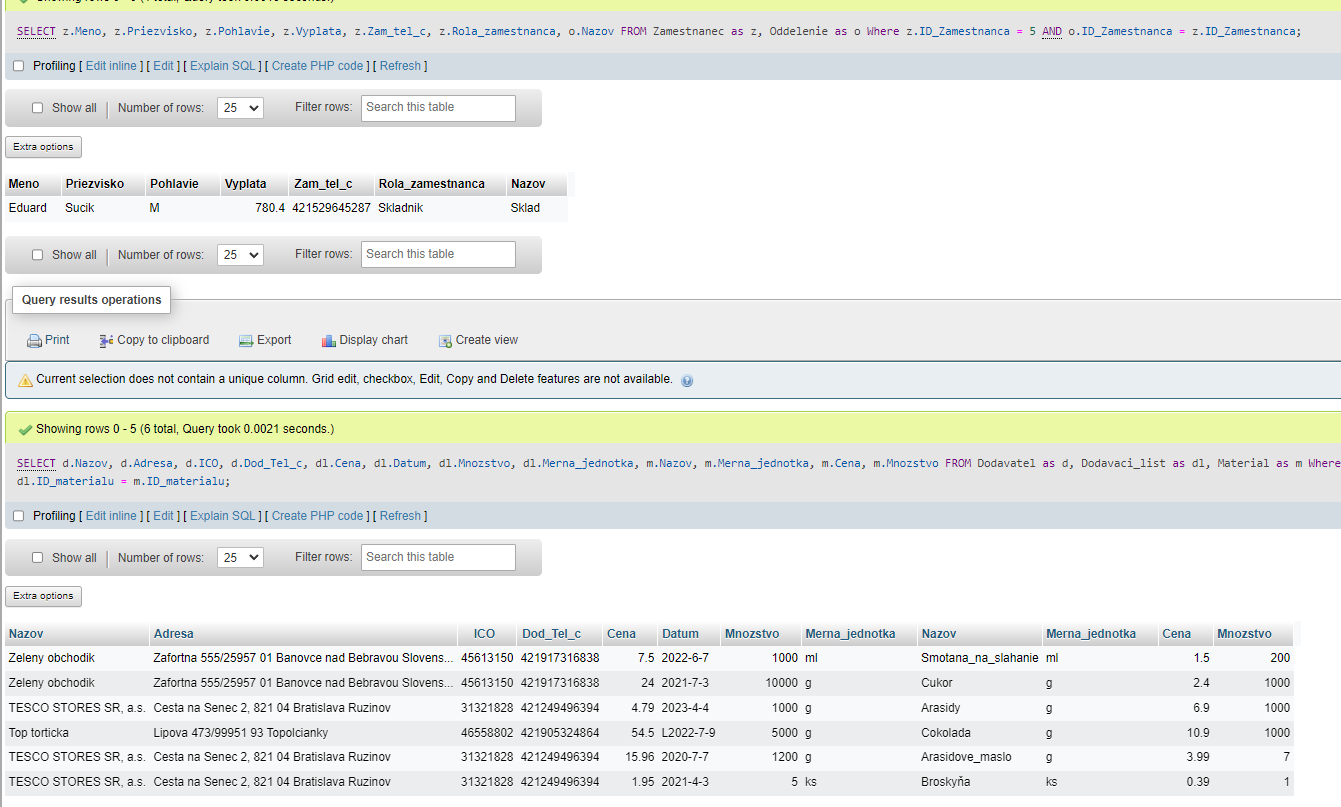 SELECT z.Meno, z.Priezvisko, z.Pohlavie, z.Vyplata, z.Zam_tel_c, z.Rola_zamestnanca, o.Nazov FROM Zamestnanec as z, Oddelenie as o Where z.ID_Zamestnanca = 5 AND o.ID_Zamestnanca = z.ID_Zamestnanca;
Profiling [ Edit inline ] [ Edit ] [ Explain SQL ] [ Create PHP code ] [ Refresh ]
Show all Number of rows: 25 Filter rows: Search this table
Extra options
Meno Priezvisko Pohlavie Vyplata Zam_tel_c Rola_zamestnanca Nazov
Eduard Sucik M 780.4 421529645287 Skladnik Sklad
Show all Number of rows: 25 Filter rows: Search this table
Query results operations
Print Copy to clipboard Export Display chart Create view
Current selection does not contain a unique column. Grid edit, checkbox, Edit, Copy and Delete features are not available.
Showing rows 0 - 5 (6 total, Query took 0.0021 seconds.)
SELECT d.Nazov, d.Adresa, d.ICO, d.Dod_Tel_c, dl.Cena, dl.Datum, dl.Mnozstvo, dl.Merna_jednotka, m.Nazov, m.Merna_jednotka, m.Cena, m.Mnozstvo FROM Dodavatel as d, Dodavaci_list as dl, Material as m Where
dl.ID_materialu = m.ID_materialu;
Profiling [ Edit inline ] [ Edit ] [ Explain SQL ] [ Create PHP code ] [ Refresh ]
Show all Number of rows: 25 Filter rows: Search this table
Extra options
Nazov Adresa ICO Dod_Tel_c Cena Datum Mnozstvo Merna_jednotka Nazov Merna_jednotka Cena Mnozstvo
Zeleny obchodik Zafortna 555/25957 01 Banovce nad Bebravou Slovens... 45613150 421917316838 7.5 2022-6-7 1000 ml Smotana_na_slahanie ml 1.5 200
Zeleny obchodik Zafortna 555/25957 01 Banovce nad Bebravou Slovens... 45613150 421917316838 24 2021-7-3 10000 g Cukor g 2.4 1000
TESCO STORES SR, a.s. Cesta na Senec 2, 821 04 Bratislava Ruzinov 31321828 421249496394 4.79 2023-4-4 1000 g Arasidy g 6.9 1000
Top torticka Lipova 473/99951 93 Topolcianky 46558802 421905324864 54.5 L2022-7-9 5000 g Cokolada g 10.9 1000
TESCO STORES SR, a.s. Cesta na Senec 2, 821 04 Bratislava Ruzinov 31321828 421249496394 15.96 2020-7-7 1200 g Arasidove_maslo g 3.99 7
TESCO STORES SR, a.s. Cesta na Senec 2, 821 04 Bratislava Ruzinov 31321828 421249496394 1.95 2021-4-3 5 ks Broskyňa ks 0.39 1